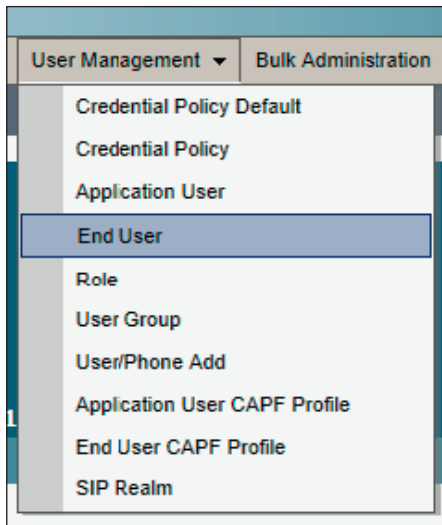 User Management Bulk Administration
Credential Policy Default
Credential Policy
Application User
End User
Role
User Group
User/Phone Add
Application User CAPF Profile
End User CAPF Profile
SIP Realm
1